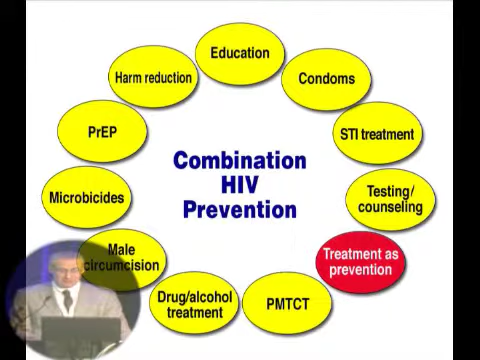 Education
Condoms
STI treatment
Testing/
counseling
Treatment as
prevention
PMTCT
Drug/alcohol
treatment
Male
circumcision
Microbicides
PrEP
Harm reduction
Combination
HIV
Prevention